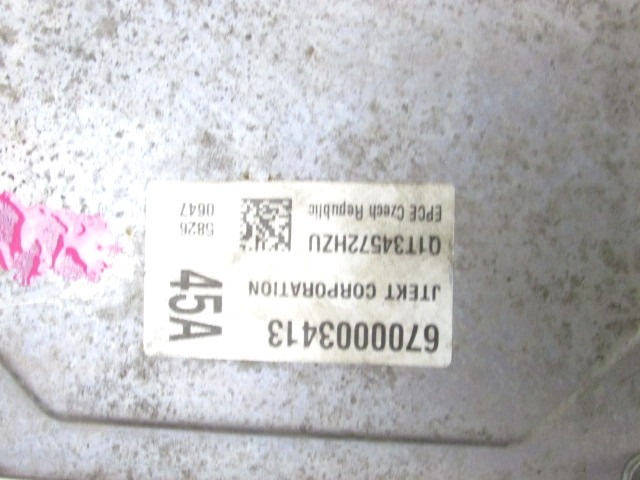 6700003413
JTEKT CORPORATION
45A
Q1T34572HZU
EPCE Czech Republic
5826
0647